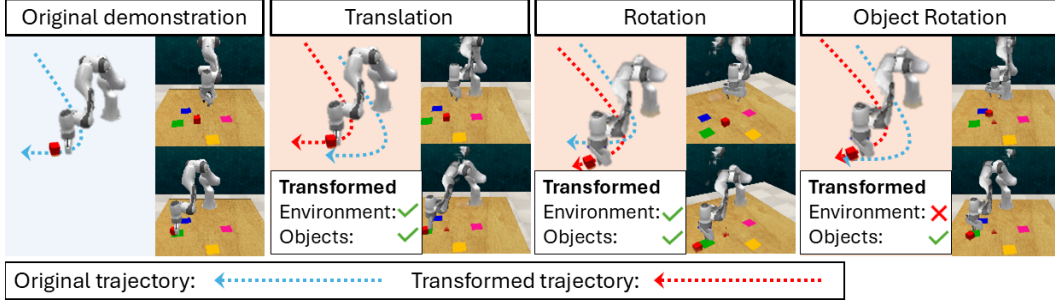 Original demonstration
Translation
Rotation
Object Rotation
Transformed
Environment:
Objects:
Transformed
Environment:
Objects:
Transformed
Environment:
Objects:
Original trajectory:
Transformed trajectory: